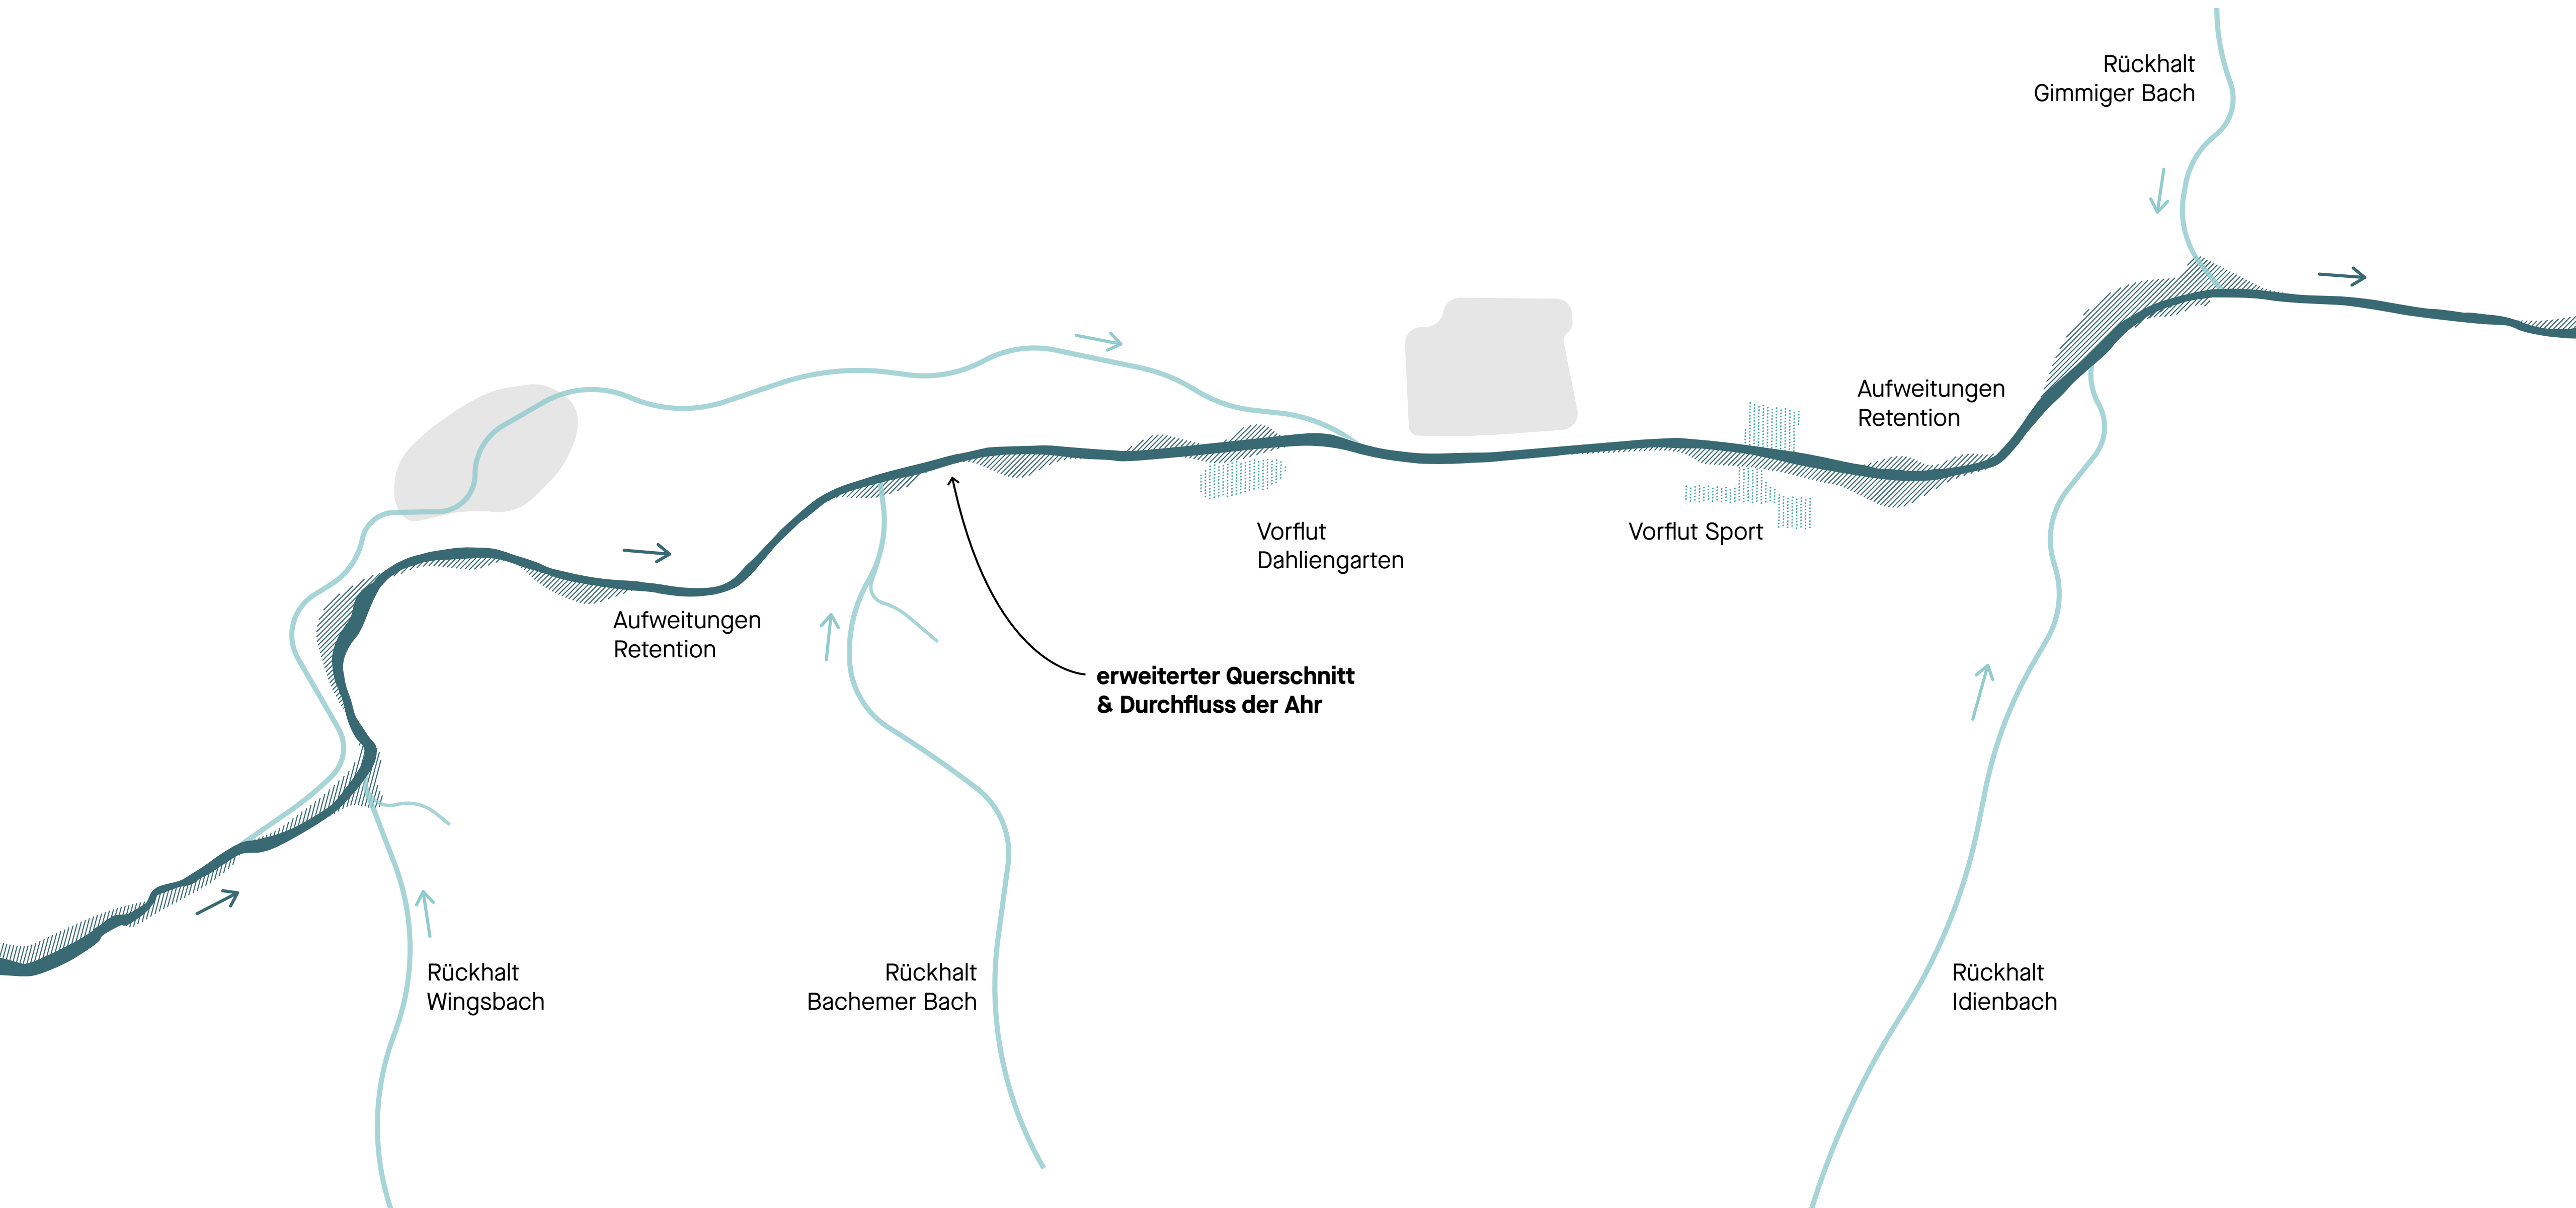 Rückhalt
Gimmiger Bach
Aufweitungen
Retention
Vorflut
Dahliengarten
Vorflut Sport
Aufweitungen
Retention
erweiterter Querschnitt
& Durchfluss der Ahr
Rückhalt
Wingsbach
Rückhalt
Bachemer Bach
Rückhalt
Idienbach